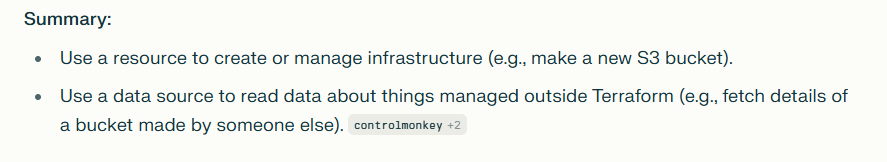 Summary:
• Use a resource to create or manage infrastructure (e.g., make a new S3 bucket).
• Use a data source to read data about things managed outside Terraform (e.g., fetch details of
a bucket made by someone else). controlmonkey +2